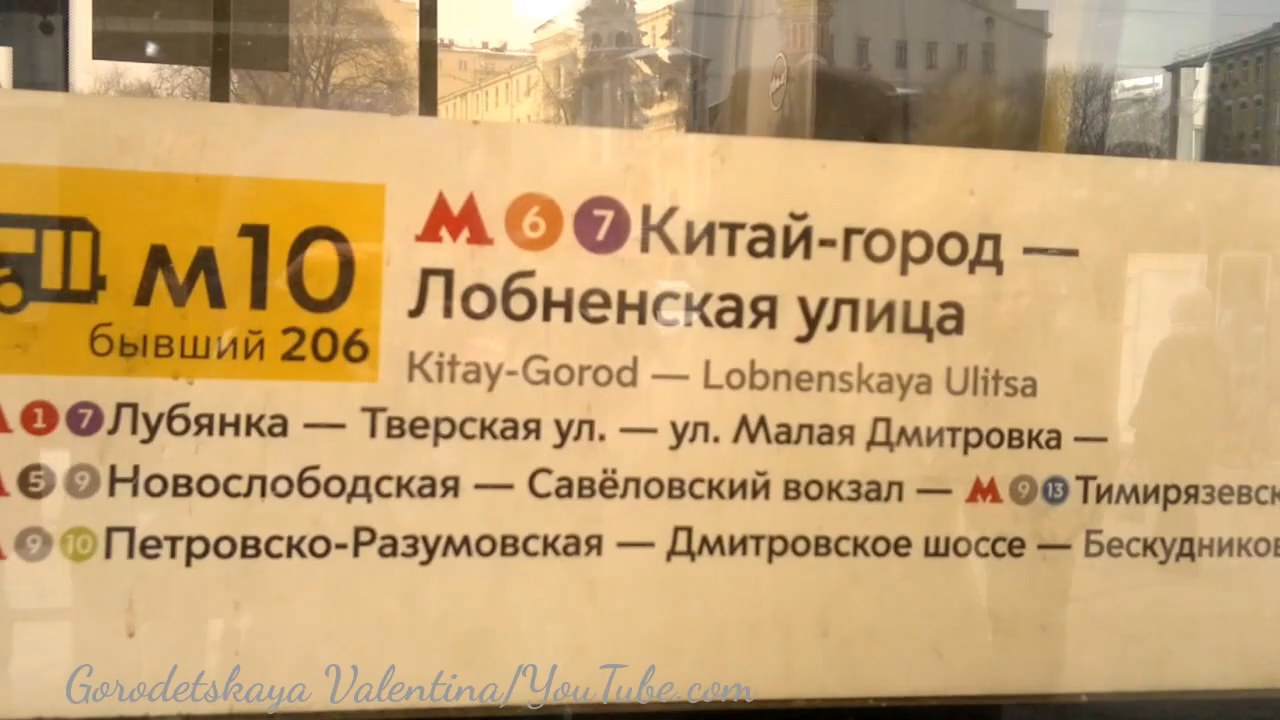 м10
бывший 206
М 6 7 Китай-город —
Лобненская улица
Kitay-Gorod — Lobnenskaya Ulitsa
М 1 7 Лубянка — Тверская ул. — ул. Малая Дмитровка —
М 5 9 Новослободская — Савёловский вокзал — М 9 13
М 9 10 Петровско-Разумовская — Дмитровское шоссе —
Gorodetskaya Valentina/YouTube.com